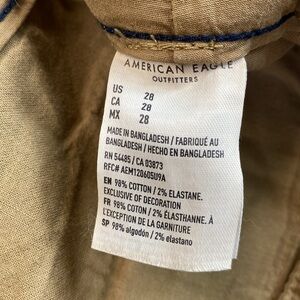 AMERICAN EAGLE
OUTFITTERS
US 28
CA 28
MX 28
MADE IN BANGLADESH / FABRIQUÉ AU
BANGLADESH / HECHO EN BANGLADESH
RN 54485 / CA 03873
RFC# AEM120605U9A
EN 98% COTTON / 2% ELASTANE.
EXCLUSIVE OF DECORATION
FR 98% COTON / 2% ÉLASTHANNE. À
L'EXCEPTION DE LA GARNITURE
SP 98% algodón / 2% elastano